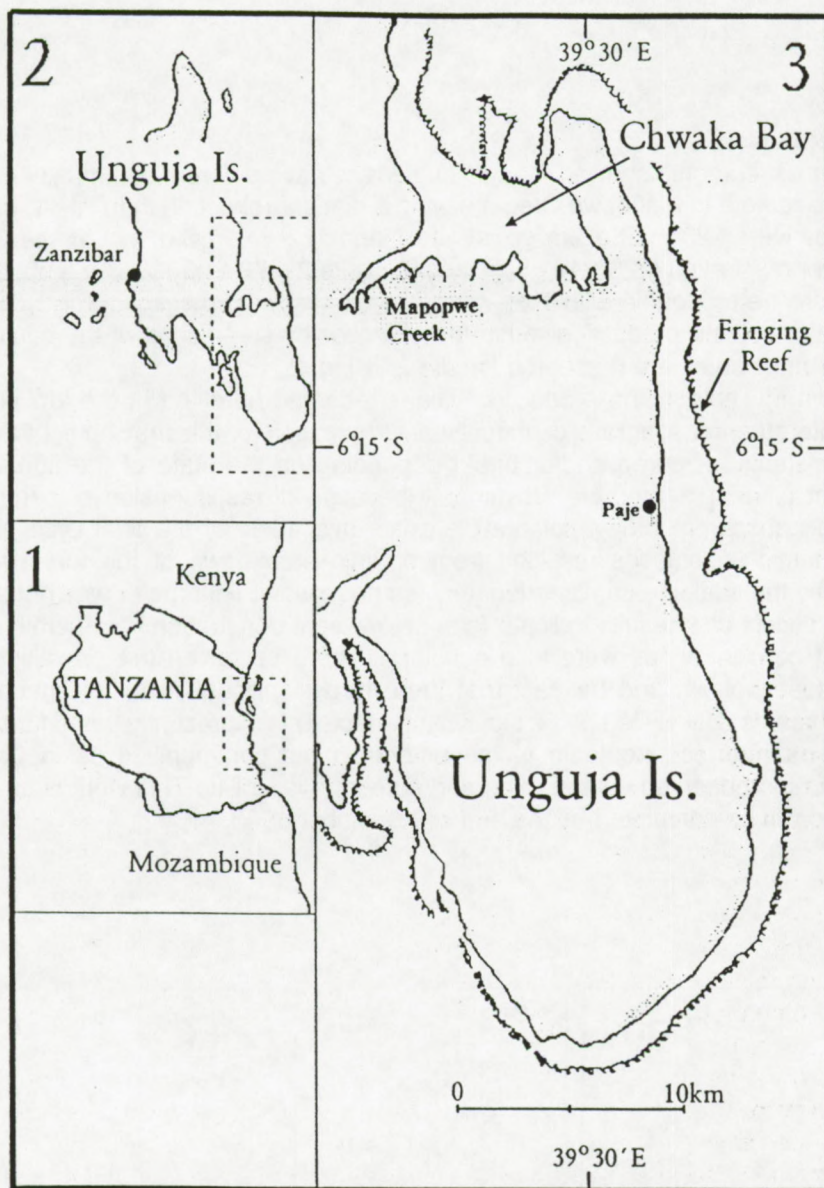 2
Unguja Is.
Zanzibar
6°15´S
1
Kenya
TANZANIA
Mozambique
3
39°30´E
Chwaka Bay
Mapopwe
Creek
Fringing
Reef
6°15´S
Paje
Unguja Is.
0 10km
39°30´E